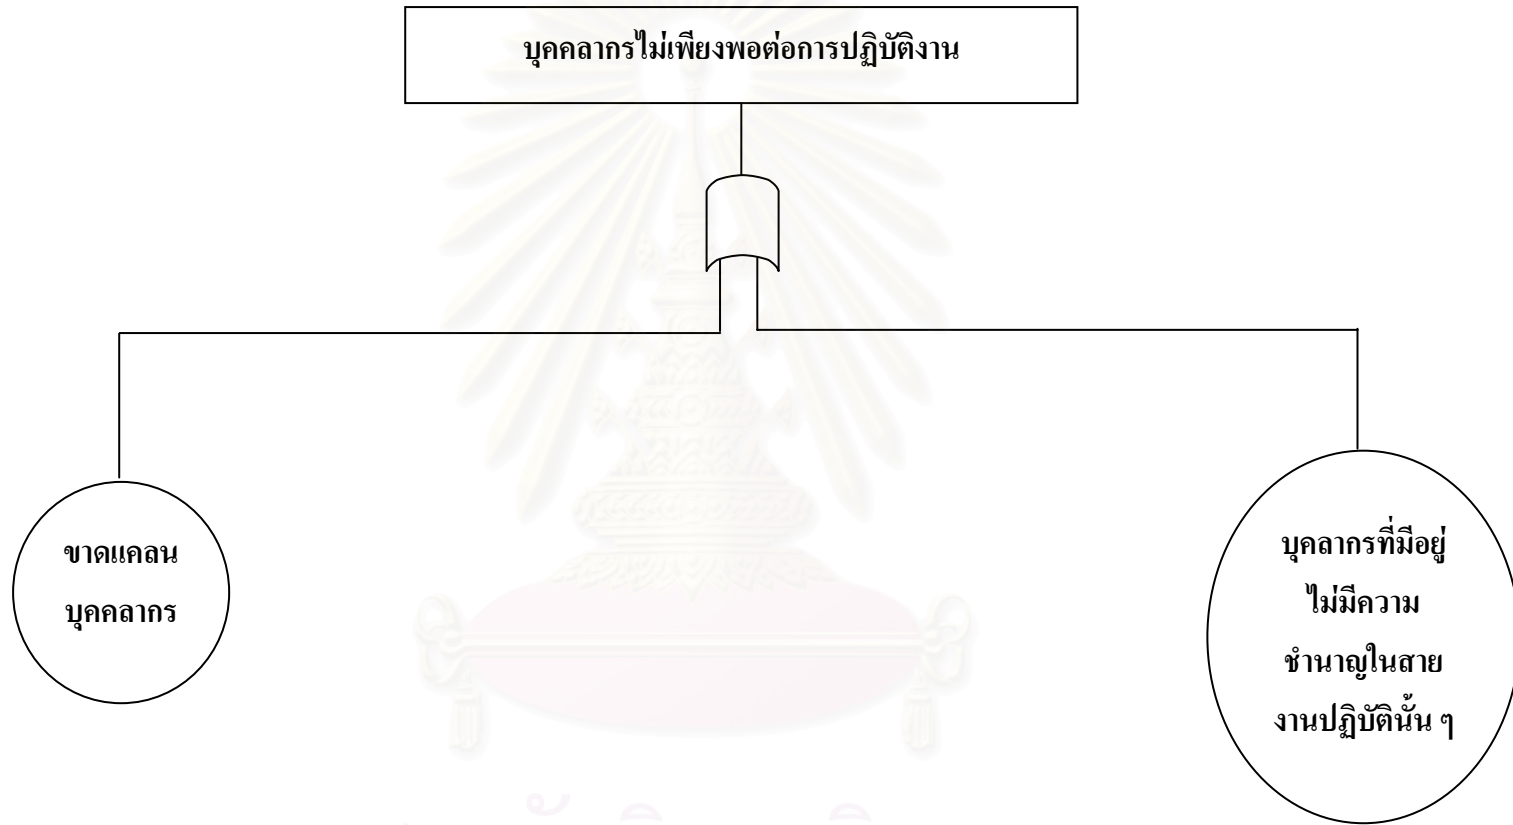 บุคคลากรไม่เพียงพอต่อการปฏิบัติงาน
ขาดแคลน
บุคคลากร
บุคลากรที่มีอยู่
ไม่มีความ
ชำนาญในสาย
งานปฏิบัตินั้น ๆ